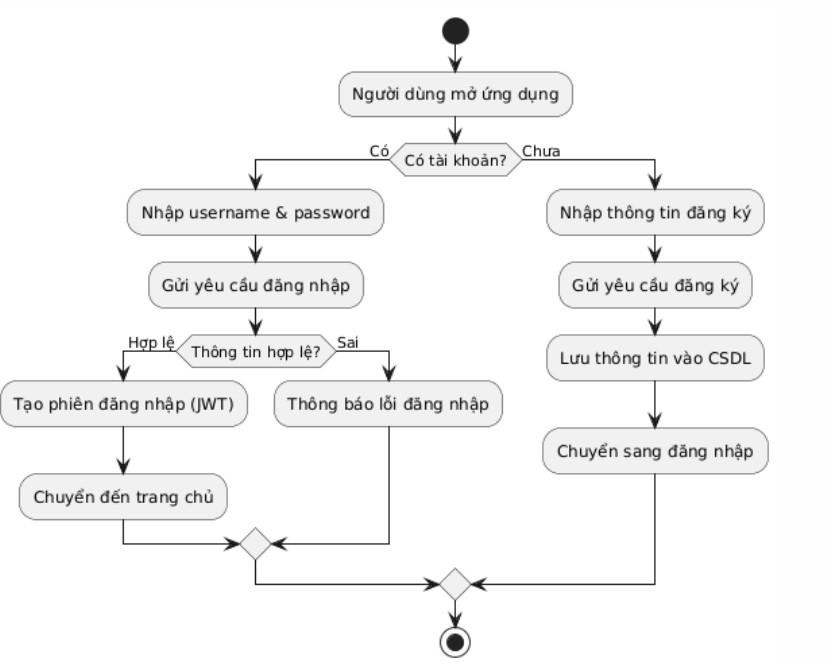 Người dùng mở ứng dụng
Có
Có tài khoản?
Chưa
Nhập username & password
Nhập thông tin đăng ký
Gửi yêu cầu đăng nhập
Gửi yêu cầu đăng ký
Hợp lệ
Thông tin hợp lệ?
Sai
Lưu thông tin vào CSDL
Tạo phiên đăng nhập (JWT)
Thông báo lỗi đăng nhập
Chuyển sang đăng nhập
Chuyển đến trang chủ